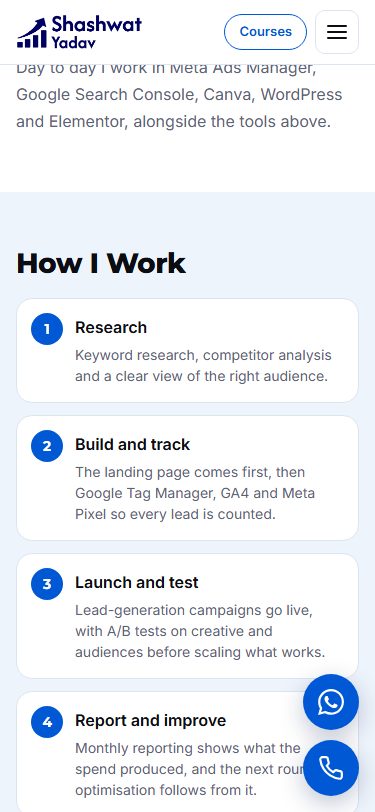 Shashwat
Yadav
Courses
Day to day I work in Meta Ads Manager,
Google Search Console, Canva, WordPress
and Elementor, alongside the tools above.
How I Work
1
Research
Keyword research, competitor analysis
and a clear view of the right audience.
2
Build and track
The landing page comes first, then
Google Tag Manager, GA4 and Meta
Pixel so every lead is counted.
3
Launch and test
Lead-generation campaigns go live,
with A/B tests on creative and
audiences before scaling what works.
4
Report and improve
Monthly reporting shows what the
spend produced, and the next
optimisation follows from it.